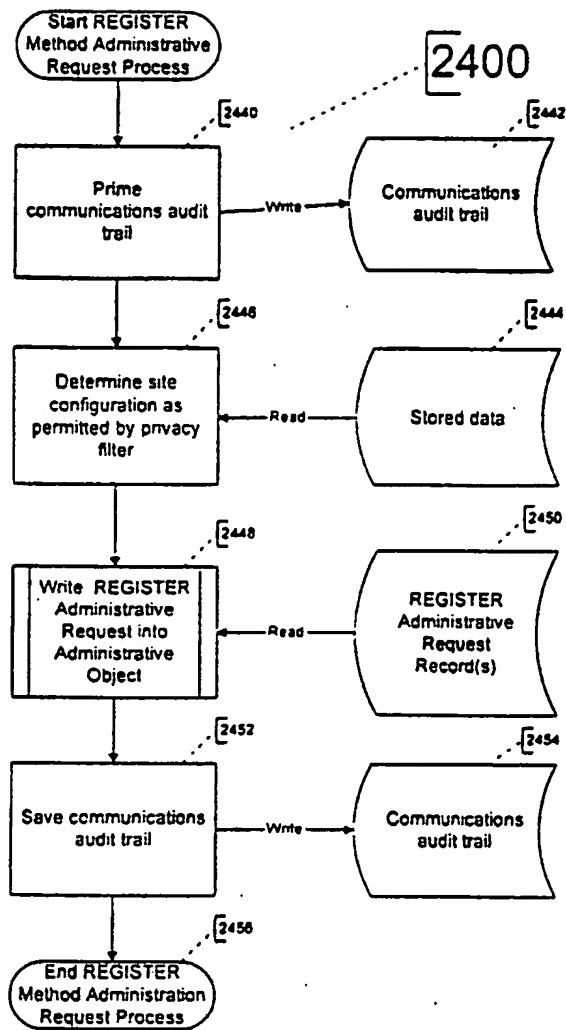 Start REGISTER
Method Administrative
Request Process
2400
2440
2442
Prime
communications audit
trail
Write
Communications
audit trail
2446
2444
Determine site
configuration as
permitted by privacy
filter
Read
Stored data
2448
2450
Write REGISTER
Administrative
Request into
Administrative
Object
Read
REGISTER
Administrative
Request
Record(s)
2452
2454
Save communications
audit trail
Write
Communications
audit trail
2456
End REGISTER
Method Administration
Request Process